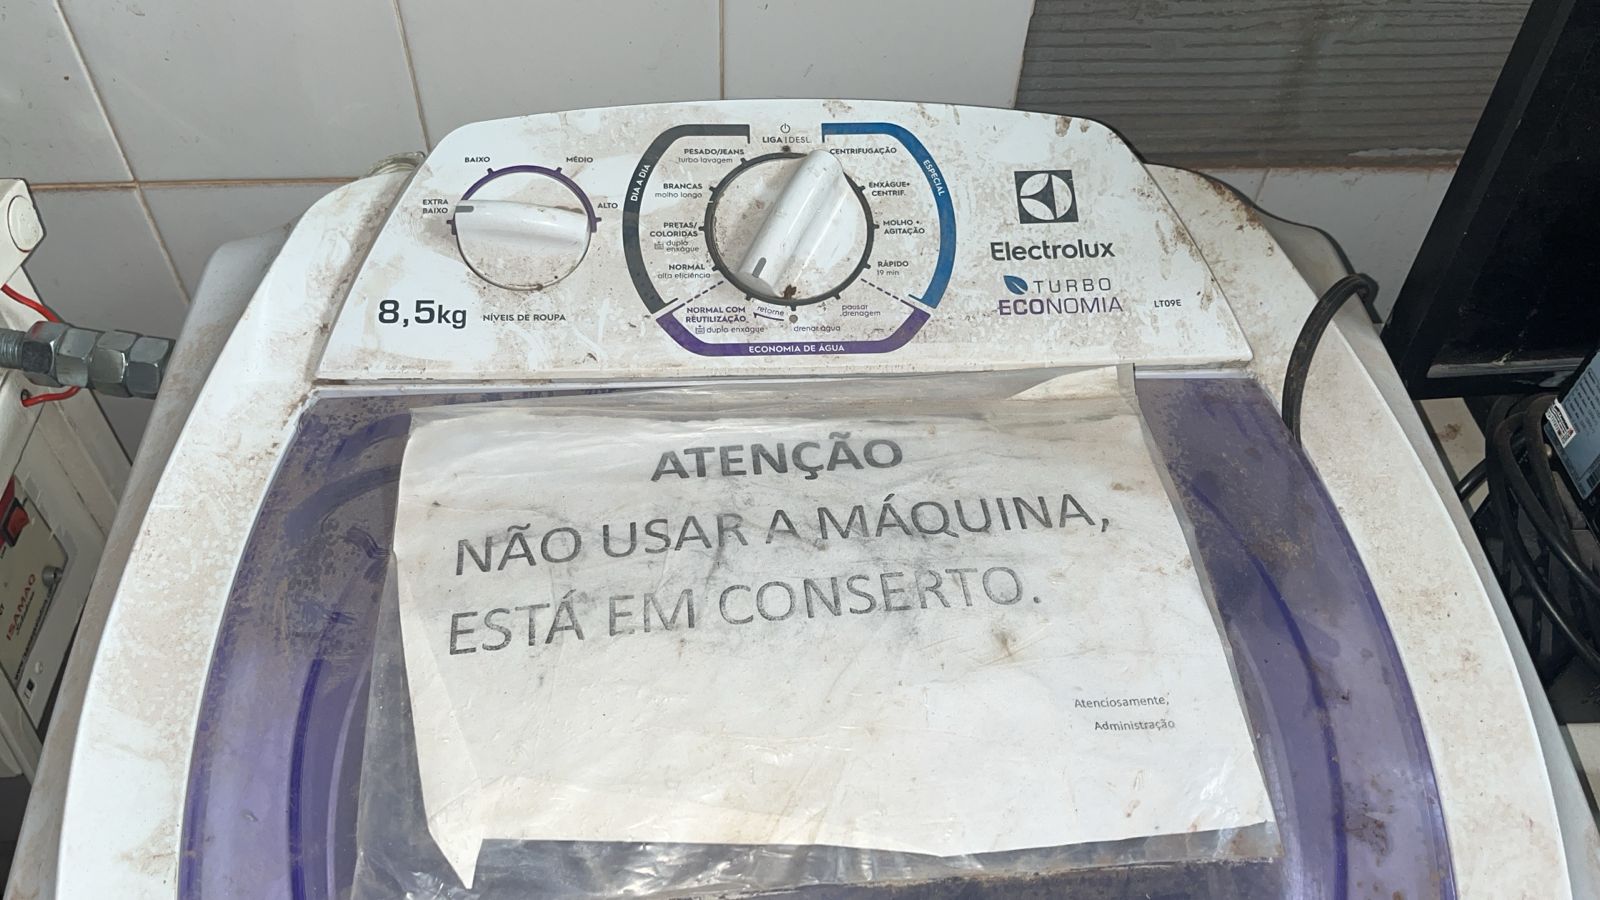 BAIXO
MÉDIO
EXTRA
BAIXO
ALTO
8,5kg
NÍVEIS DE ROUPA
LIGA|DESL.
DIA A DIA
PESADO/JEANS
turbo lavagem
BRANCAS
molho longo
PRETAS/
COLORIDAS
duplo
enxágue
NORMAL
alta eficiência
NORMAL COM
REUTILIZAÇÃO
duplo enxágue
retorne
drenar água
pausar
drenagem
ECONOMIA DE ÁGUA
CENTRIFUGAÇÃO
ENXÁGUE+
CENTRIF.
MOLHO +
AGITAÇÃO
RÁPIDO
19 min
ESPECIAL
Electrolux
TURBO
ECONOMIA
LT09E
ATENÇÃO
NÃO USAR A MÁQUINA,
ESTÁ EM CONSERTO.
Atenciosamente,
Administração
ISAMAQ